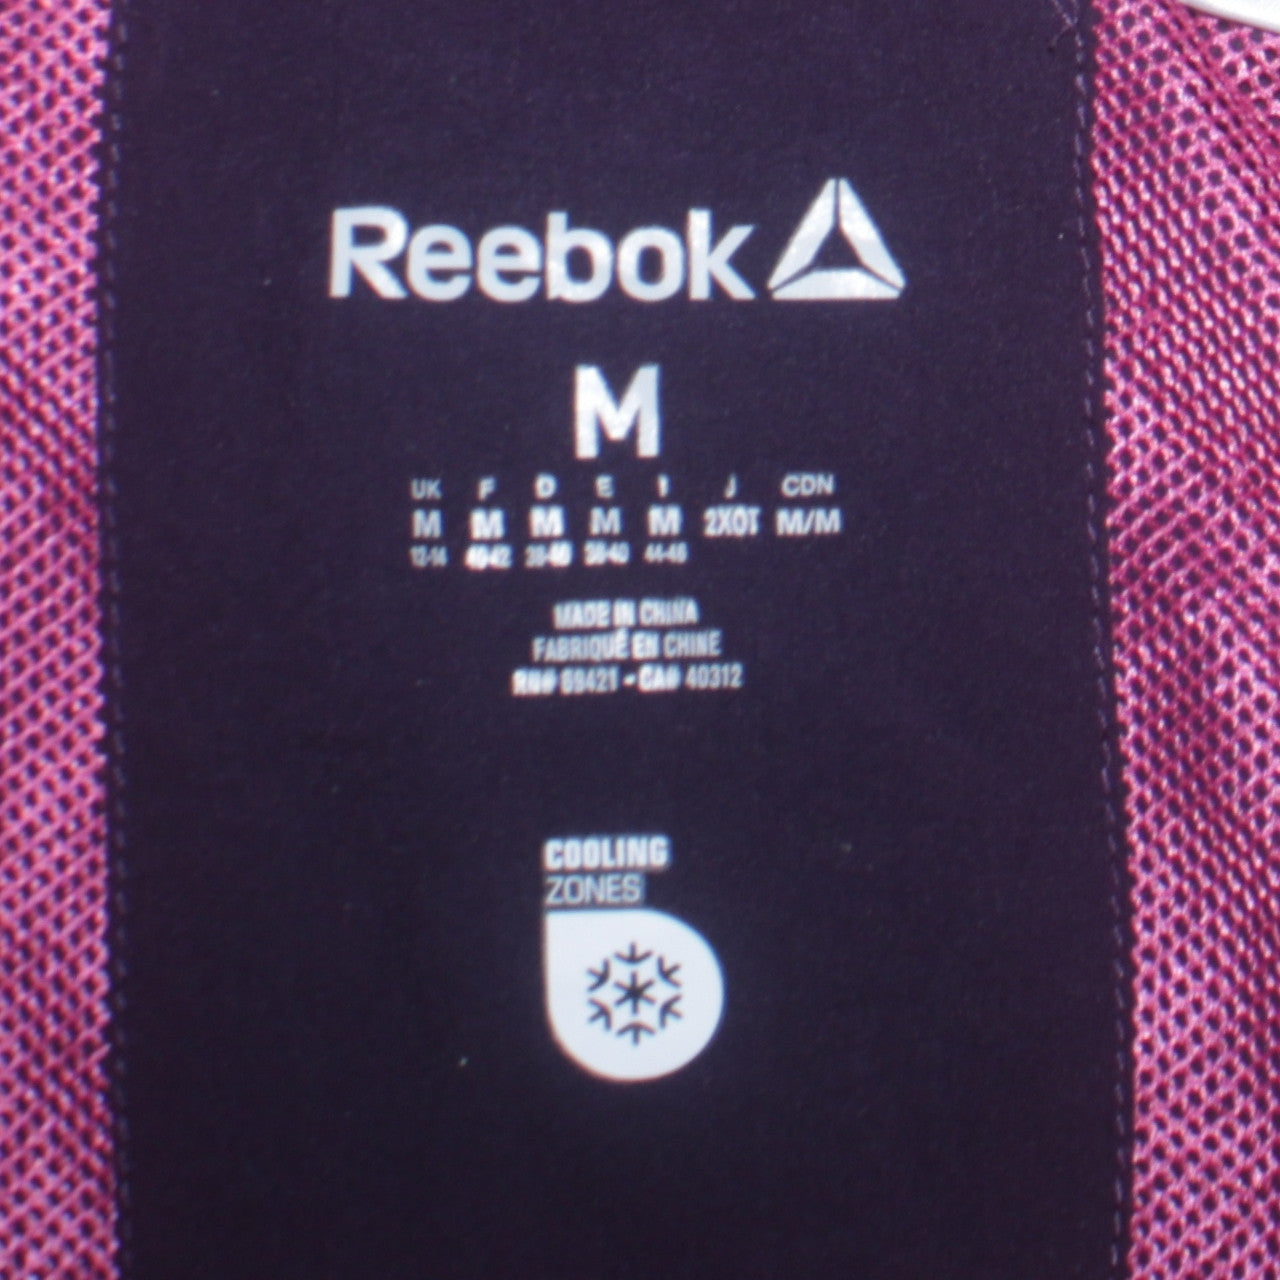 Reebok
M
UK F D E I J CDN
M M M M M 2XOT M/M
12-14 40-42 38-40 38-40 44-46
MADE IN CHINA
FABRIQUÉ EN CHINE
RN# 99421 - CA# 40312
COOLING
ZONES